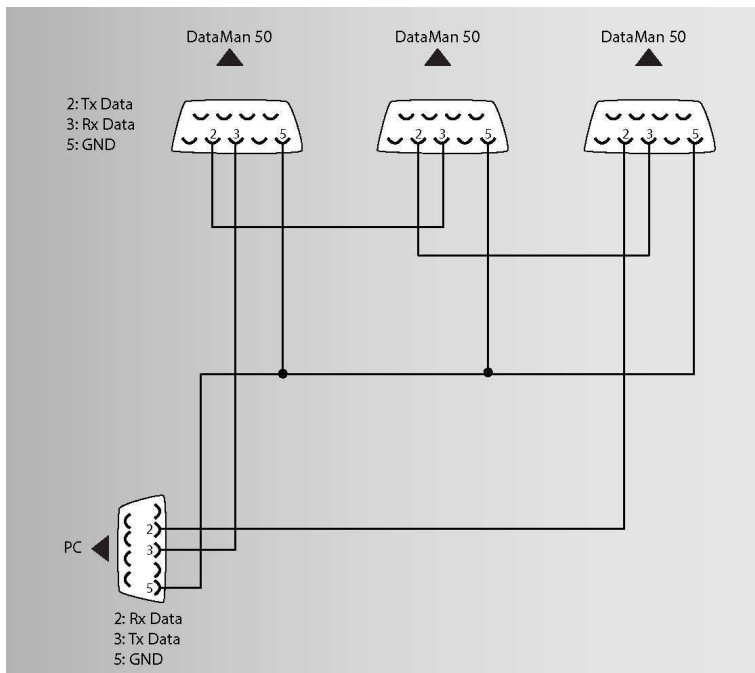 DataMan 50 DataMan 50 DataMan 50
2: Tx Data
3: Rx Data
5: GND
2 3 5 2 3 5 2 3 5
2
PC
3
5
2: Rx Data
3: Tx Data
5: GND